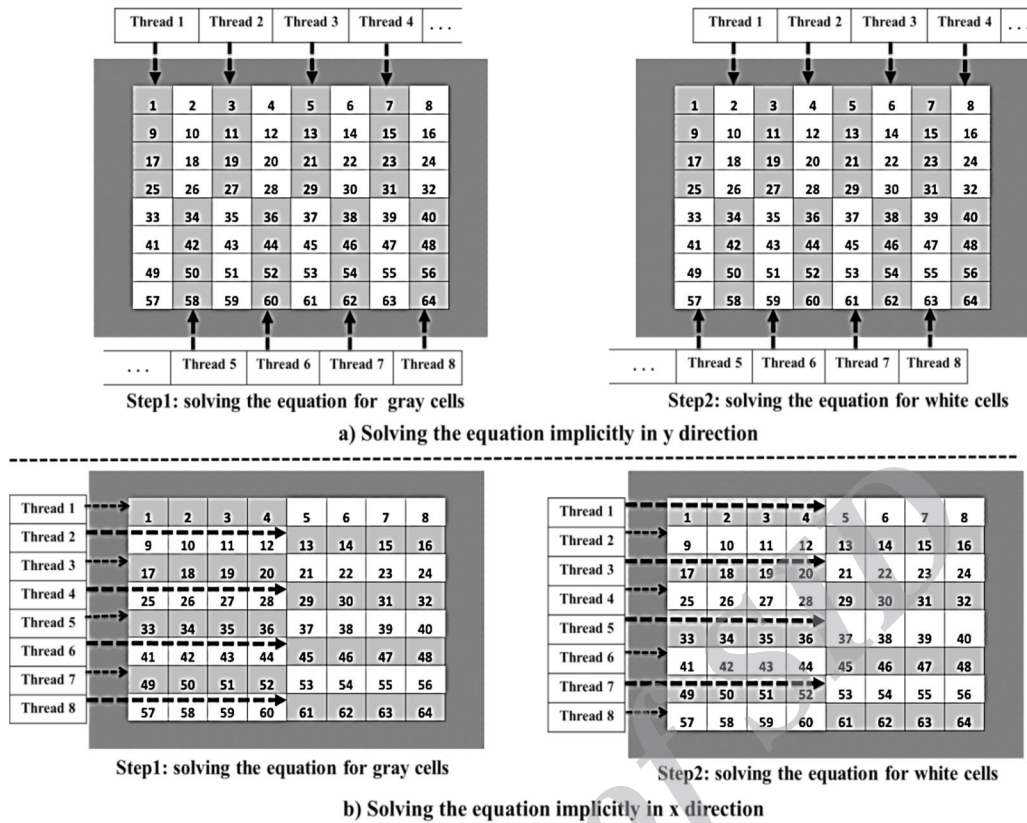 Thread 1 Thread 2 Thread 3 Thread 4 ...
1 2 3 4 5 6 7 8
9 10 11 12 13 14 15 16
17 18 19 20 21 22 23 24
25 26 27 28 29 30 31 32
33 34 35 36 37 38 39 40
41 42 43 44 45 46 47 48
49 50 51 52 53 54 55 56
57 58 59 60 61 62 63 64
... Thread 5 Thread 6 Thread 7 Thread 8
Step1: solving the equation for gray cells
Thread 1 Thread 2 Thread 3 Thread 4 ...
1 2 3 4 5 6 7 8
9 10 11 12 13 14 15 16
17 18 19 20 21 22 23 24
25 26 27 28 29 30 31 32
33 34 35 36 37 38 39 40
41 42 43 44 45 46 47 48
49 50 51 52 53 54 55 56
57 58 59 60 61 62 63 64
... Thread 5 Thread 6 Thread 7 Thread 8
Step2: solving the equation for white cells
a) Solving the equation implicitly in y direction
Thread 1 1 2 3 4 5 6 7 8
Thread 2 9 10 11 12 13 14 15 16
Thread 3 17 18 19 20 21 22 23 24
Thread 4 25 26 27 28 29 30 31 32
Thread 5 33 34 35 36 37 38 39 40
Thread 6 41 42 43 44 45 46 47 48
Thread 7 49 50 51 52 53 54 55 56
Thread 8 57 58 59 60 61 62 63 64
Step1: solving the equation for gray cells
Thread 1 1 2 3 4 5 6 7 8
Thread 2 9 10 11 12 13 14 15 16
Thread 3 17 18 19 20 21 22 23 24
Thread 4 25 26 27 28 29 30 31 32
Thread 5 33 34 35 36 37 38 39 40
Thread 6 41 42 43 44 45 46 47 48
Thread 7 49 50 51 52 53 54 55 56
Thread 8 57 58 59 60 61 62 63 64
Step2: solving the equation for white cells
b) Solving the equation implicitly in x direction
of SID